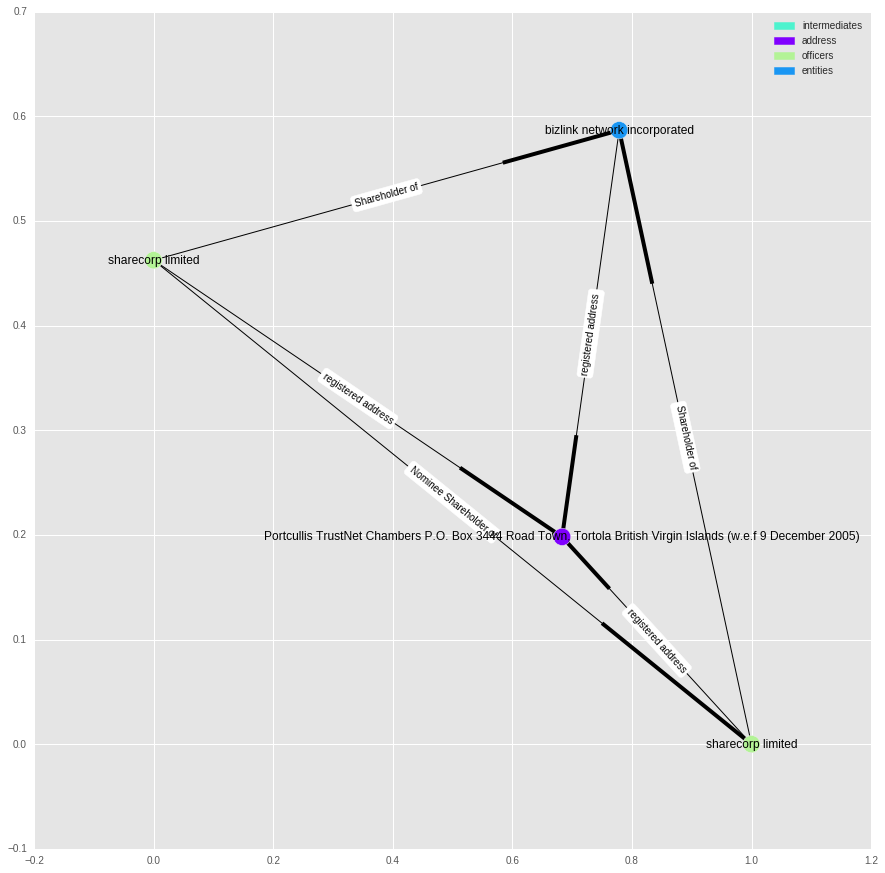 0.7
intermediates
address
officers
entities
0.6
bizlink network incorporated
Shareholder of
0.5
sharecorp limited
0.4
registered address
registered address
0.3
Shareholder of
Nominee Shareholder
0.2
Portcullis TrustNet Chambers P.O. Box 3444 Road Town, Tortola British Virgin Islands (w.e.f 9 December 2005)
0.1
registered address
0.0
sharecorp limited
−0.1
−0.2 0.0 0.2 0.4 0.6 0.8 1.0 1.2